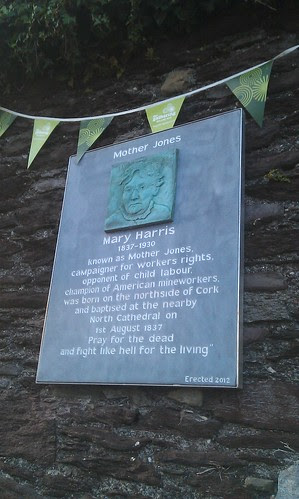 Mother Jones
Mary Harris
1837-1930
known as Mother Jones,
campaigner for workers rights,
opponent of child labour,
champion of American mineworkers,
was born on the northside of Cork
and baptised at the nearby
North Cathedral on
1st August 1837
Pray for the dead
and fight like hell for the living"
Erected 2012